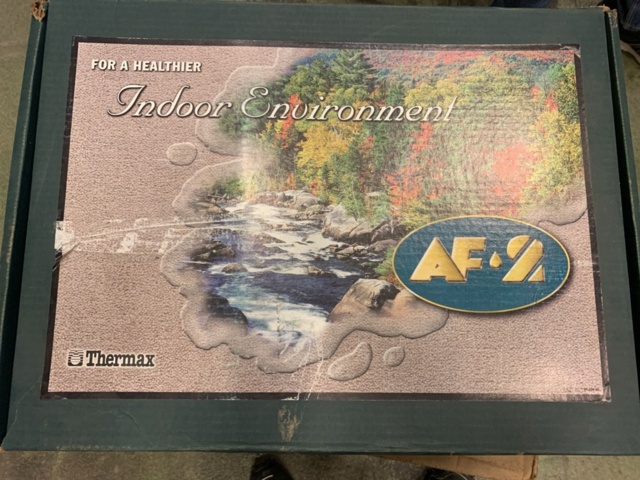 FOR A HEALTHIER
Indoor Environment
AF·2
Thermax